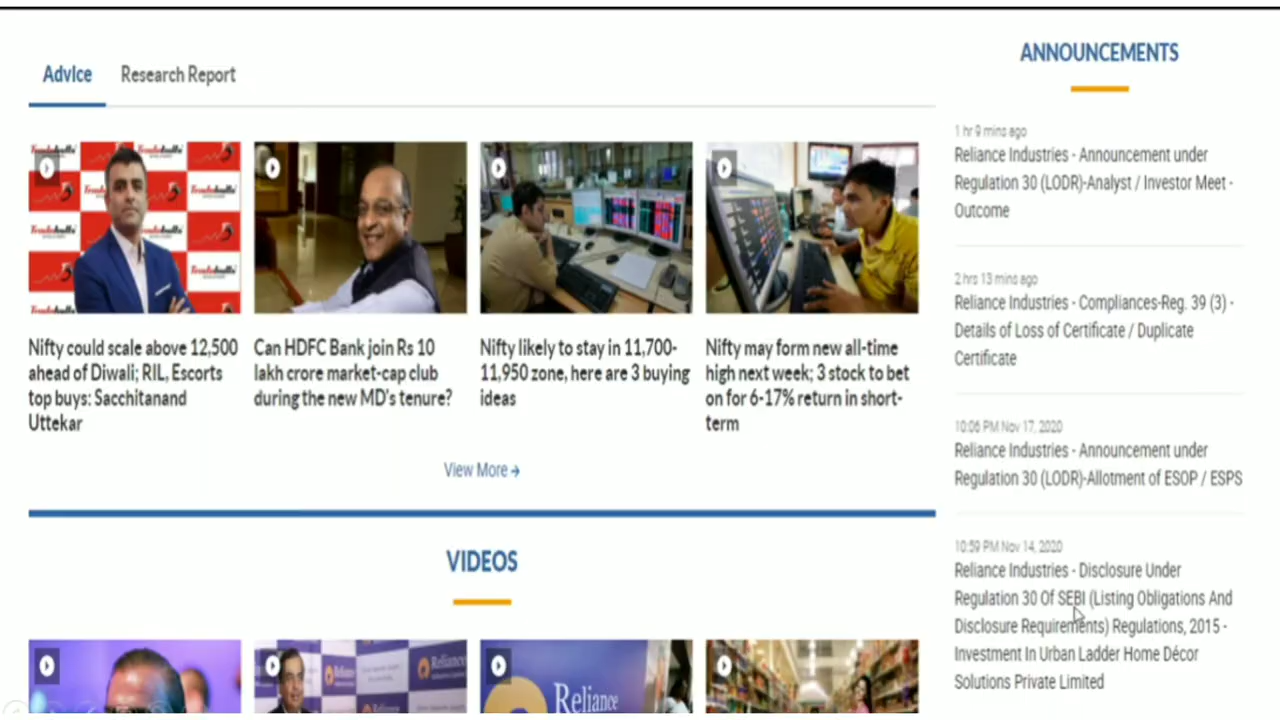 Advice Research Report
Nifty could scale above 12,500
ahead of Diwali; RIL, Escorts
top buys: Sacchitanand
Uttekar
Can HDFC Bank join Rs 10
lakh crore market-cap club
during the new MD's tenure?
Nifty likely to stay in 11,700-
11,950 zone, here are 3 buying
ideas
Nifty may form new all-time
high next week; 3 stock to bet
on for 6-17% return in short-
term
View More →
VIDEOS
Reliance
Reliance
ANNOUNCEMENTS
1 hr 9 mins ago
Reliance Industries - Announcement under
Regulation 30 (LODR)-Analyst / Investor Meet -
Outcome
2 hrs 13 mins ago
Reliance Industries - Compliances-Reg. 39 (3) -
Details of Loss of Certificate / Duplicate
Certificate
10:06 PM Nov 17, 2020
Reliance Industries - Announcement under
Regulation 30 (LODR)-Allotment of ESOP / ESPS
10:59 PM Nov 14, 2020
Reliance Industries - Disclosure Under
Regulation 30 Of SEBI (Listing Obligations And
Disclosure Requirements) Regulations, 2015 -
Investment In Urban Ladder Home Décor
Solutions Private Limited